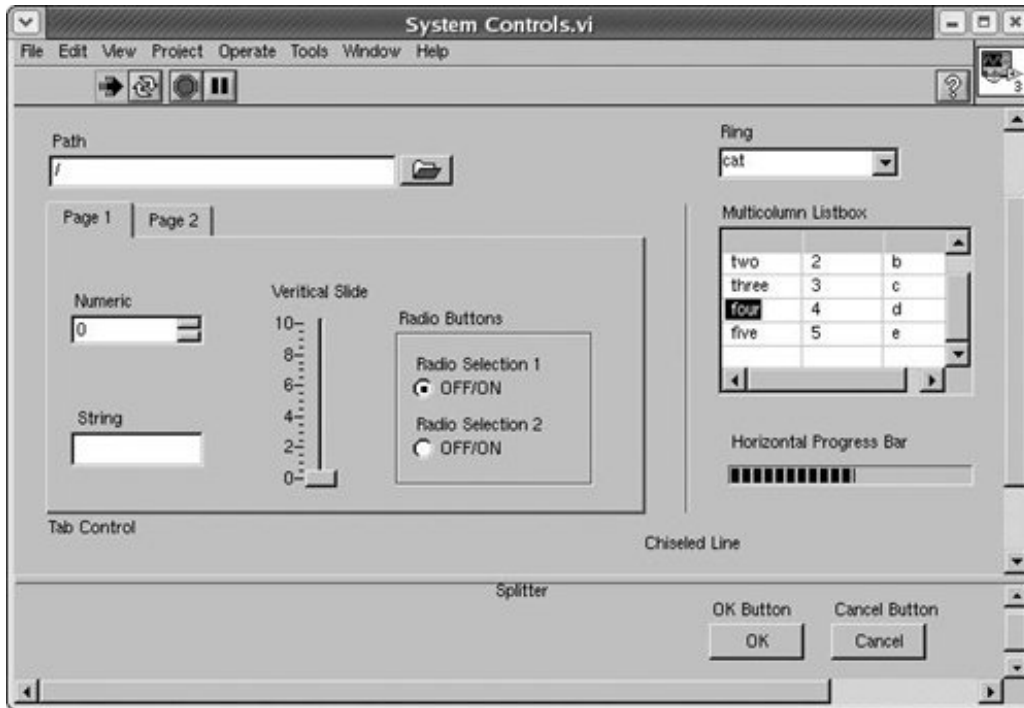 System Controls.vi
File Edit View Project Operate Tools Window Help
3
Path
/
Ring
cat
Page 1 Page 2
Multicolumn Listbox
two 2 b
three 3 c
four 4 d
five 5 e
Numeric
0
Veritical Slide
10
8
6
4
2
0
Radio Buttons
Radio Selection 1
OFF/ON
Radio Selection 2
OFF/ON
String
Horizontal Progress Bar
Tab Control
Chiseled Line
Splitter
OK Button Cancel Button
OK Cancel